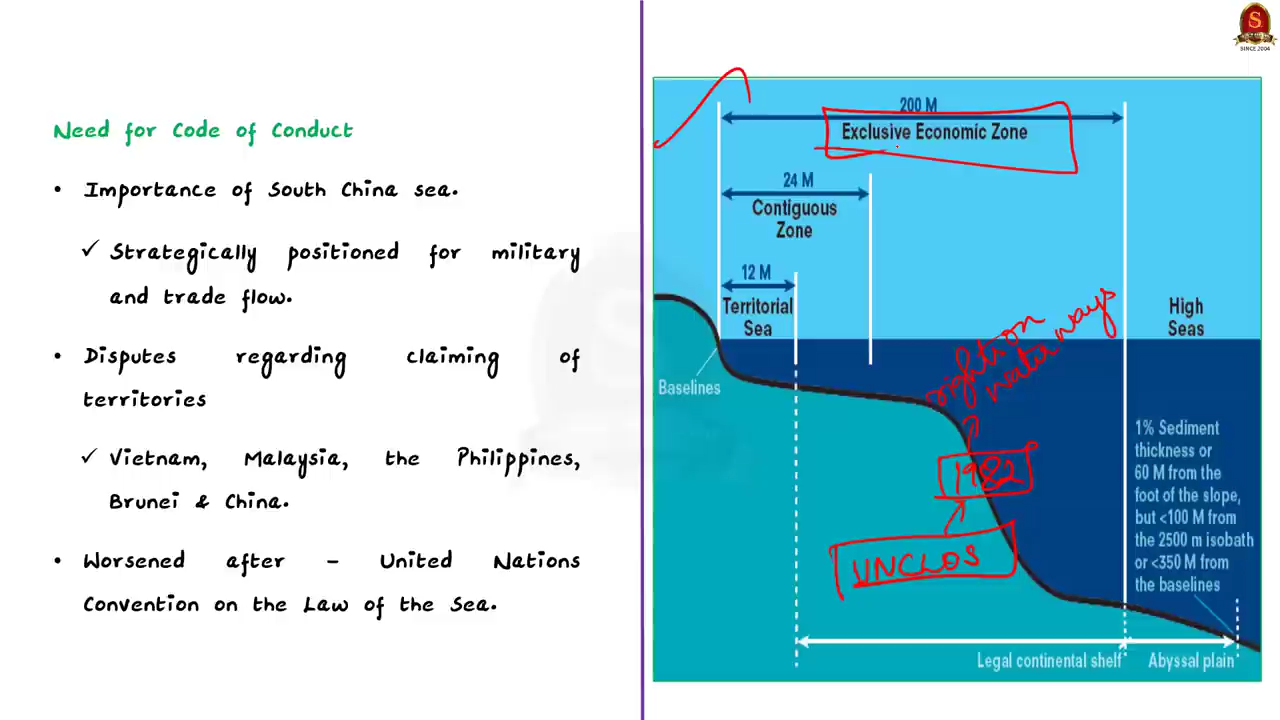 Need for Code of Conduct
• Importance of South China sea.
✓ Strategically positioned for military
and trade flow.
• Disputes regarding claiming of
territories
✓ Vietnam, Malaysia, the Philippines,
Brunei & China.
• Worsened after – United Nations
Convention on the Law of the Sea.
S
SINCE 2004
200 M
Exclusive Economic Zone
24 M
Contiguous
Zone
12 M
Territorial
Sea
High
Seas
Baselines
right on
water ways
1982
UNCLOS
1% Sediment
thickness or
60 M from the
foot of the slope,
but <100 M from
the 2500 m isobath
or <350 M from
the baselines
Legal continental shelf
Abyssal plain